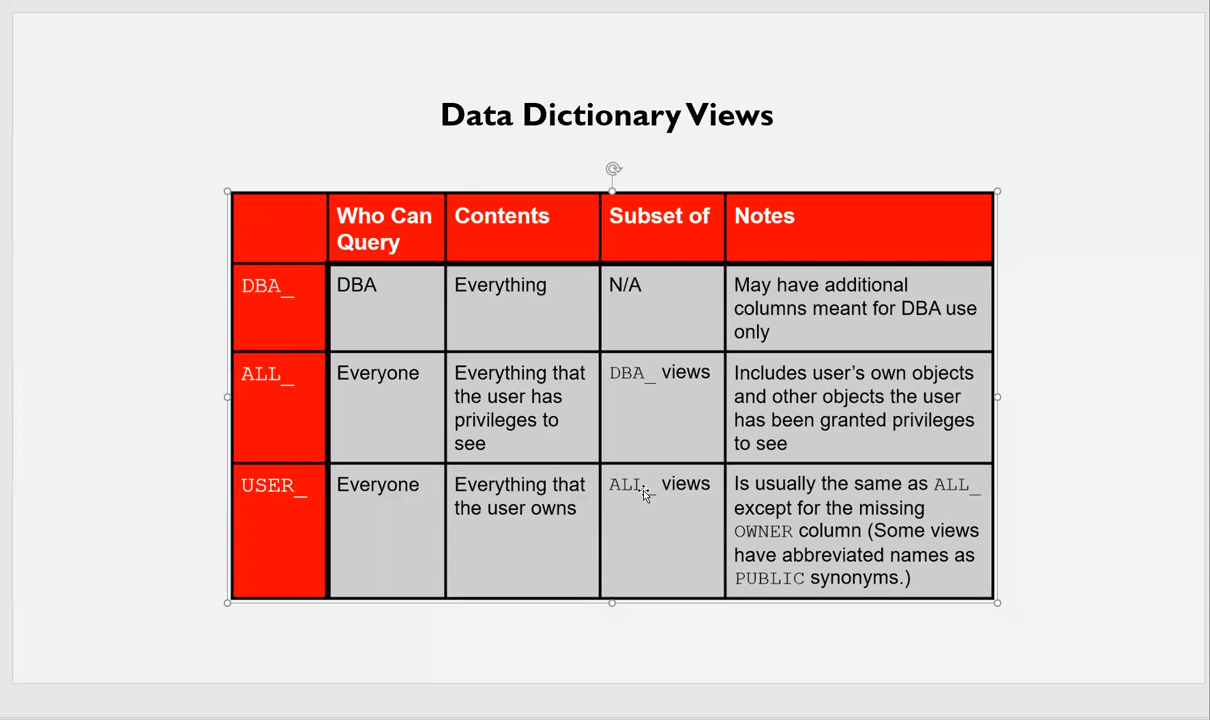 Data Dictionary Views
Who Can
Query
Contents
Subset of
Notes
DBA_
DBA
Everything
N/A
May have additional
columns meant for DBA use
only
ALL_
Everyone
Everything that
the user has
privileges to
see
DBA_ views
Includes user’s own objects
and other objects the user
has been granted privileges
to see
USER_
Everyone
Everything that
the user owns
ALL_ views
Is usually the same as ALL_
except for the missing
OWNER column (Some views
have abbreviated names as
PUBLIC synonyms.)